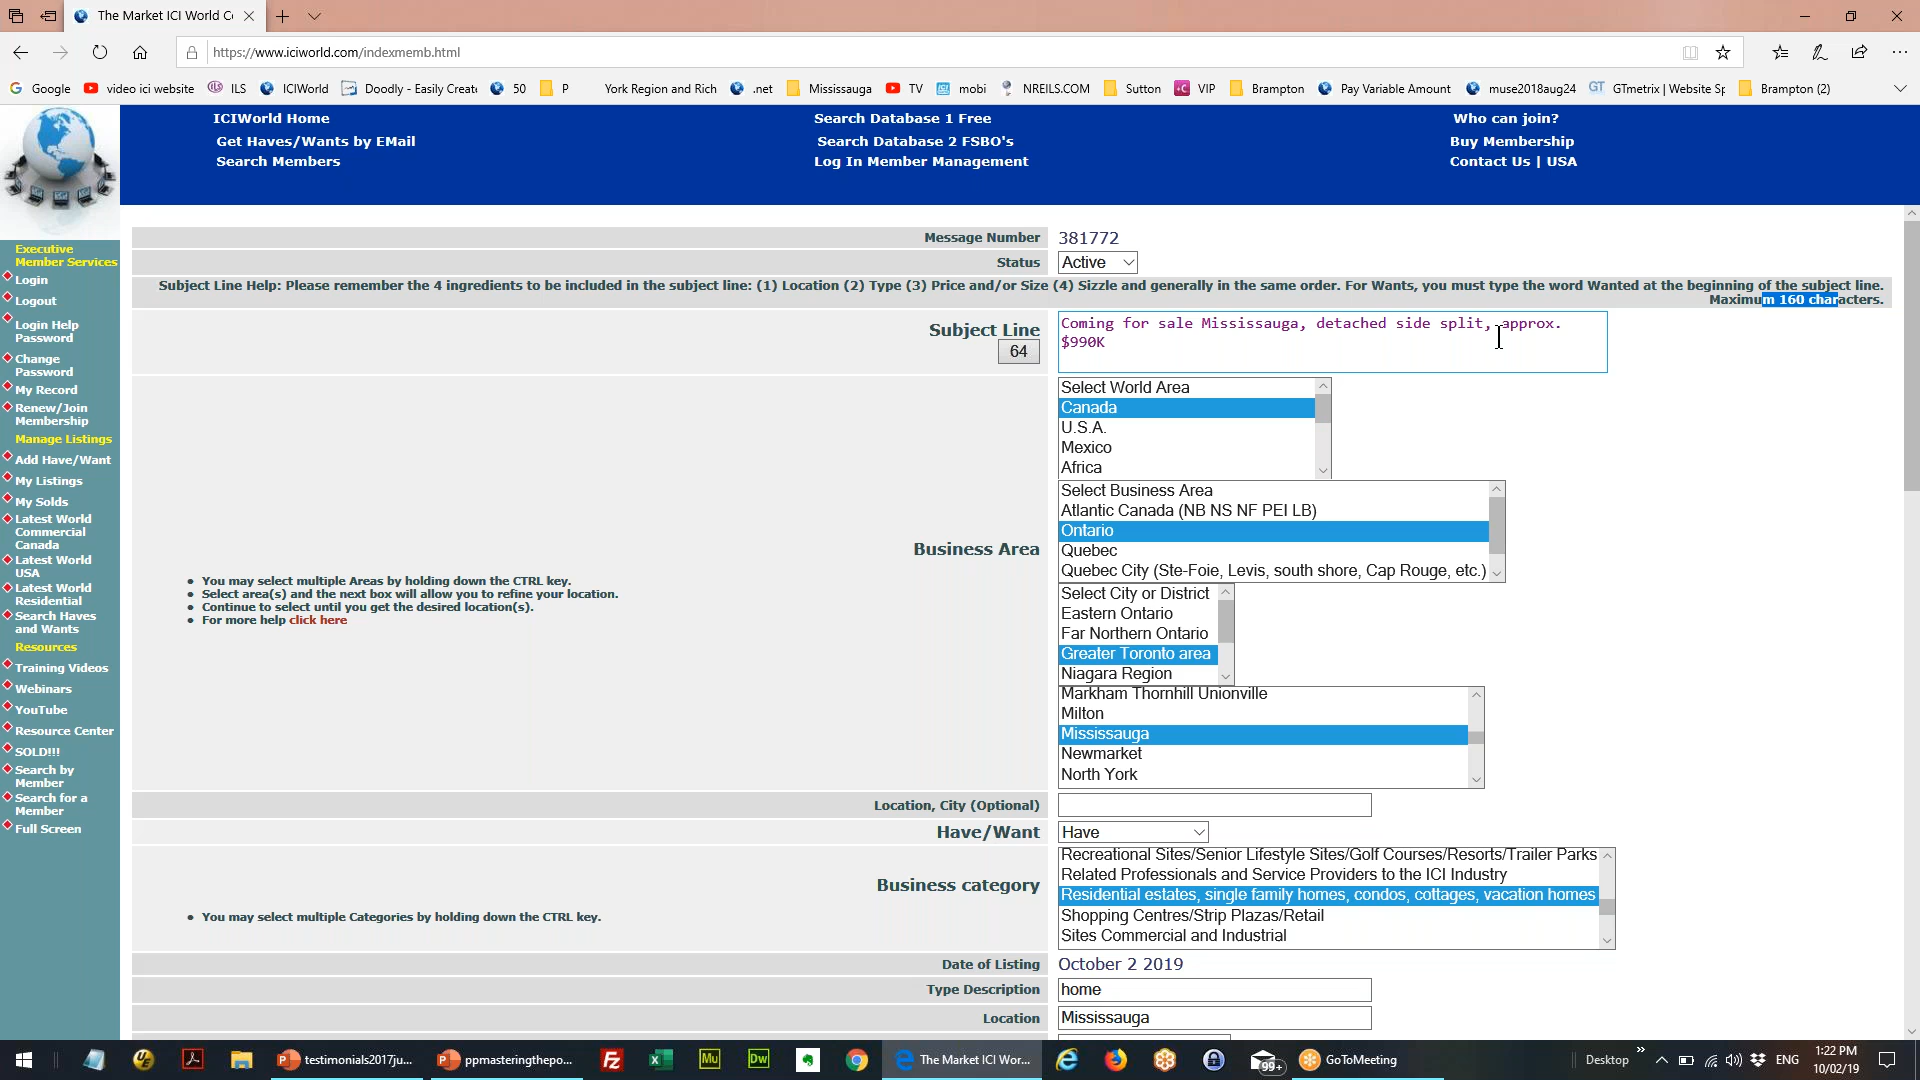 The Market ICI World Co
https://www.iciworld.com/indexmemb.html
Google
video ici website
ILS
ICIWorld
Doodly - Easily Create
50
P
York Region and Rich
.net
Mississauga
TV
mobi
NREILS.COM
Sutton
VIP
Brampton
Pay Variable Amount
muse2018aug24
GTmetrix | Website Sp
Brampton (2)
ICIWorld Home
Get Haves/Wants by EMail
Search Members
Search Database 1 Free
Search Database 2 FSBO's
Log In Member Management
Who can join?
Buy Membership
Contact Us | USA
Executive
Member Services
Login
Logout
Login Help
Password
Change
Password
My Record
Renew/Join
Membership
Manage Listings
Add Have/Want
My Listings
My Solds
Latest World
Commercial
Canada
Latest World
USA
Latest World
Residential
Search Haves
and Wants
Resources
Training Videos
Webinars
YouTube
Resource Center
SOLD!!!
Search by
Member
Search for a
Member
Full Screen
Message Number
381772
Status
Active
Subject Line Help: Please remember the 4 ingredients to be included in the subject line: (1) Location (2) Type (3) Price and/or Size (4) Sizzle and generally in the same order. For Wants, you must type the word Wanted at the beginning of the subject line.
Maximum 160 characters.
Subject Line
64
Coming for sale Mississauga, detached side split, approx.
$990K
Business Area
You may select multiple Areas by holding down the CTRL key.
Select area(s) and the next box will allow you to refine your location.
Continue to select until you get the desired location(s).
For more help click here
Select World Area
Canada
U.S.A.
Mexico
Africa
Select Business Area
Atlantic Canada (NB NS NF PEI LB)
Ontario
Quebec
Quebec City (Ste-Foie, Levis, south shore, Cap Rouge, etc.)
Select City or District
Eastern Ontario
Far Northern Ontario
Greater Toronto area
Niagara Region
Markham Thornhill Unionville
Milton
Mississauga
Newmarket
North York
Location, City (Optional)
Have/Want
Have
Business category
You may select multiple Categories by holding down the CTRL key.
Recreational Sites/Senior Lifestyle Sites/Golf Courses/Resorts/Trailer Parks
Related Professionals and Service Providers to the ICI Industry
Residential estates, single family homes, condos, cottages, vacation homes
Shopping Centres/Strip Plazas/Retail
Sites Commercial and Industrial
Date of Listing
October 2 2019
Type Description
home
Location
Mississauga
testimonials2017ju...
ppmasteringthepo...
Mu
Dw
The Market ICI Wor...
99+
GoToMeeting
Desktop
ENG
1:22 PM
10/02/19